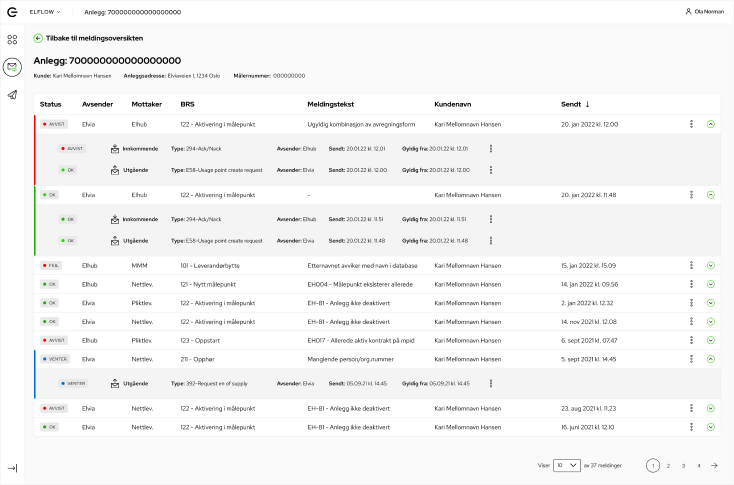 ELFLOW
Anlegg: 700000000000000000
Ola Norman
Tilbake til meldingsoversikten
Anlegg: 700000000000000000
Kunde: Kari Mellomnavn Hansen Anleggsadresse: Elviaveien 1, 1234 Oslo Målernummer: 000000000
Status Avsender Mottaker BRS Meldingstekst Kundenavn Sendt ↓
AVVIST Elvia Elhub 122 - Aktivering i målepunkt Ugyldig kombinasjon av avregningsform Kari Mellomnavn Hansen 20. jan 2022 kl. 12.00
AVVIST Innkommende Type: 294-Ack/Nack Avsender: Elhub Sendt: 20.01.22 kl. 12.01 Gyldig fra: 20.01.22 kl. 12.01
OK Utgående Type: E58-Usage point create request Avsender: Elvia Sendt: 20.01.22 kl. 12.00 Gyldig fra: 20.01.22 kl. 12.00
OK Elvia Elhub 122 - Aktivering i målepunkt - Kari Mellomnavn Hansen 20. jan 2022 kl. 11.48
OK Innkommende Type: 294-Ack/Nack Avsender: Elhub Sendt: 20.01.22 kl. 11.51 Gyldig fra: 20.01.22 kl. 11.51
OK Utgående Type: E58-Usage point create request Avsender: Elvia Sendt: 20.01.22 kl. 11.48 Gyldig fra: 20.01.22 kl. 11.48
FEIL Elhub MMM 101 - Leverandørbytte Etternavnet avviker med navn i database Kari Mellomnavn Hansen 15. jan 2022 kl. 15.09
OK Elhub Nettlev. 121 - Nytt målepunkt EH004 - Målepunkt eksisterer allerede Kari Mellomnavn Hansen 14. jan 2022 kl. 09.56
OK Elvia Pliktlev. 122 - Aktivering i målepunkt EH-81 - Anlegg ikke deaktivert Kari Mellomnavn Hansen 2. jan 2022 kl. 12.32
OK Elvia Nettlev. 122 - Aktivering i målepunkt EH-81 - Anlegg ikke deaktivert Kari Mellomnavn Hansen 14. nov 2021 kl. 12.08
AVVIST Elhub Pliktlev. 123 - Oppstart EH017 - Allerede aktiv kontrakt på mpid Kari Mellomnavn Hansen 6. sept 2021 kl. 07.47
VENTER Elvia Nettlev. 211 - Opphør Manglende person/org.nummer Kari Mellomnavn Hansen 5. sept 2021 kl. 14.45
VENTER Utgående Type: 392-Request en of supply Avsender: Elvia Sendt: 05.09.21 kl. 14.45 Gyldig fra: 05.09.21 kl. 14.45
AVVIST Elvia Nettlev. 122 - Aktivering i målepunkt EH-81 - Anlegg ikke deaktivert Kari Mellomnavn Hansen 23. aug 2021 kl. 11.23
OK Elvia Nettlev. 122 - Aktivering i målepunkt EH-81 - Anlegg ikke deaktivert Kari Mellomnavn Hansen 16. juni 2021 kl. 12.10
Viser 10 av 37 meldinger 1 2 3 4